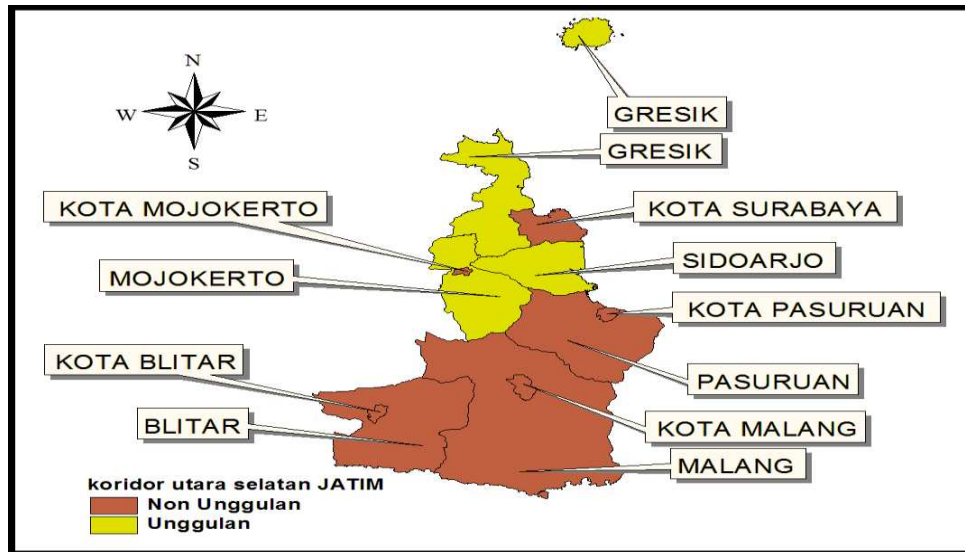 N
W E
S
GRESIK
GRESIK
KOTA MOJOKERTO
KOTA SURABAYA
MOJOKERTO
SIDOARJO
KOTA PASURUAN
KOTA BLITAR
PASURUAN
BLITAR
KOTA MALANG
MALANG
koridor utara selatan JATIM
Non Unggulan
Unggulan